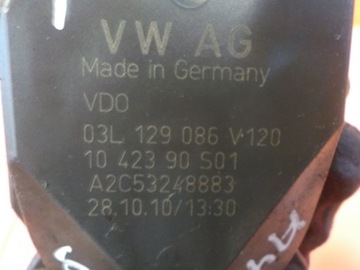 VW AG
Made in Germany
VDO
03L 129 086 V120
10 423 90 S01
A2C53248883
28.10.10/13:30